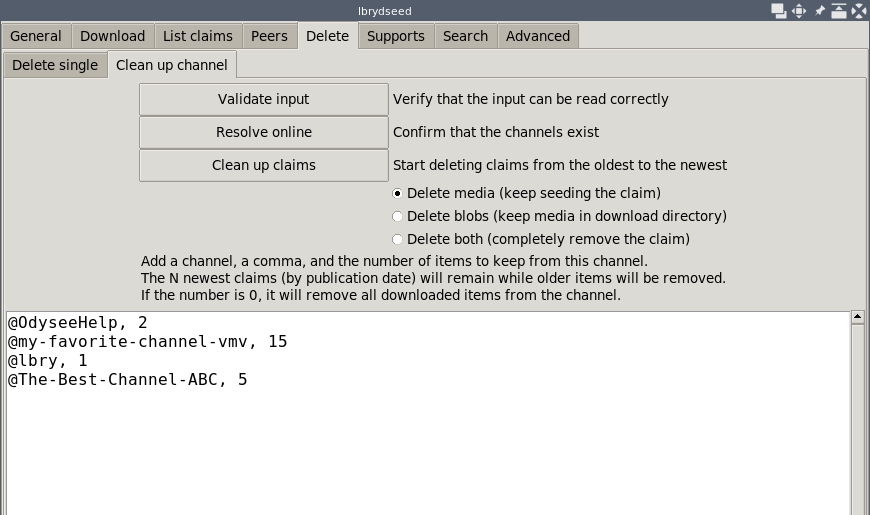 lbrydseed
General Download List claims Peers Delete Supports Search Advanced
Delete single Clean up channel
Validate input Verify that the input can be read correctly
Resolve online Confirm that the channels exist
Clean up claims Start deleting claims from the oldest to the newest
Delete media (keep seeding the claim)
Delete blobs (keep media in download directory)
Delete both (completely remove the claim)
Add a channel, a comma, and the number of items to keep from this channel.
The N newest claims (by publication date) will remain while older items will be removed.
If the number is 0, it will remove all downloaded items from the channel.
@OdyseeHelp, 2
@my-favorite-channel-vmv, 15
@lbry, 1
@The-Best-Channel-ABC, 5